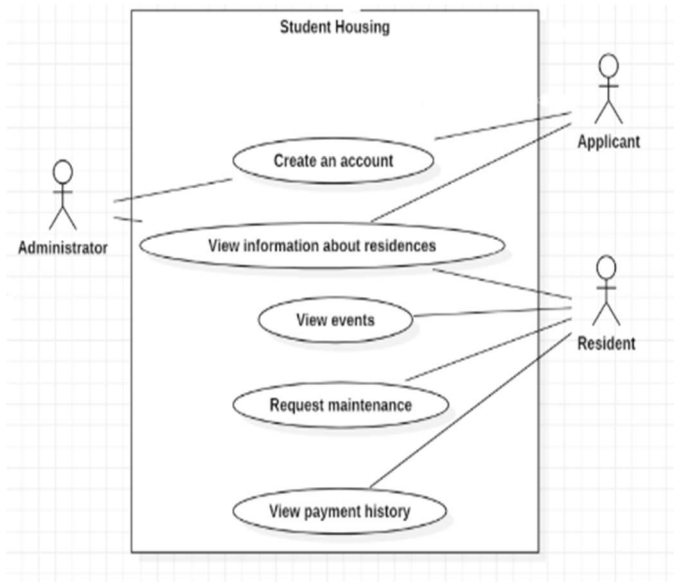 Student Housing
Applicant
Create an account
Administrator
View information about residences
View events
Resident
Request maintenance
View payment history